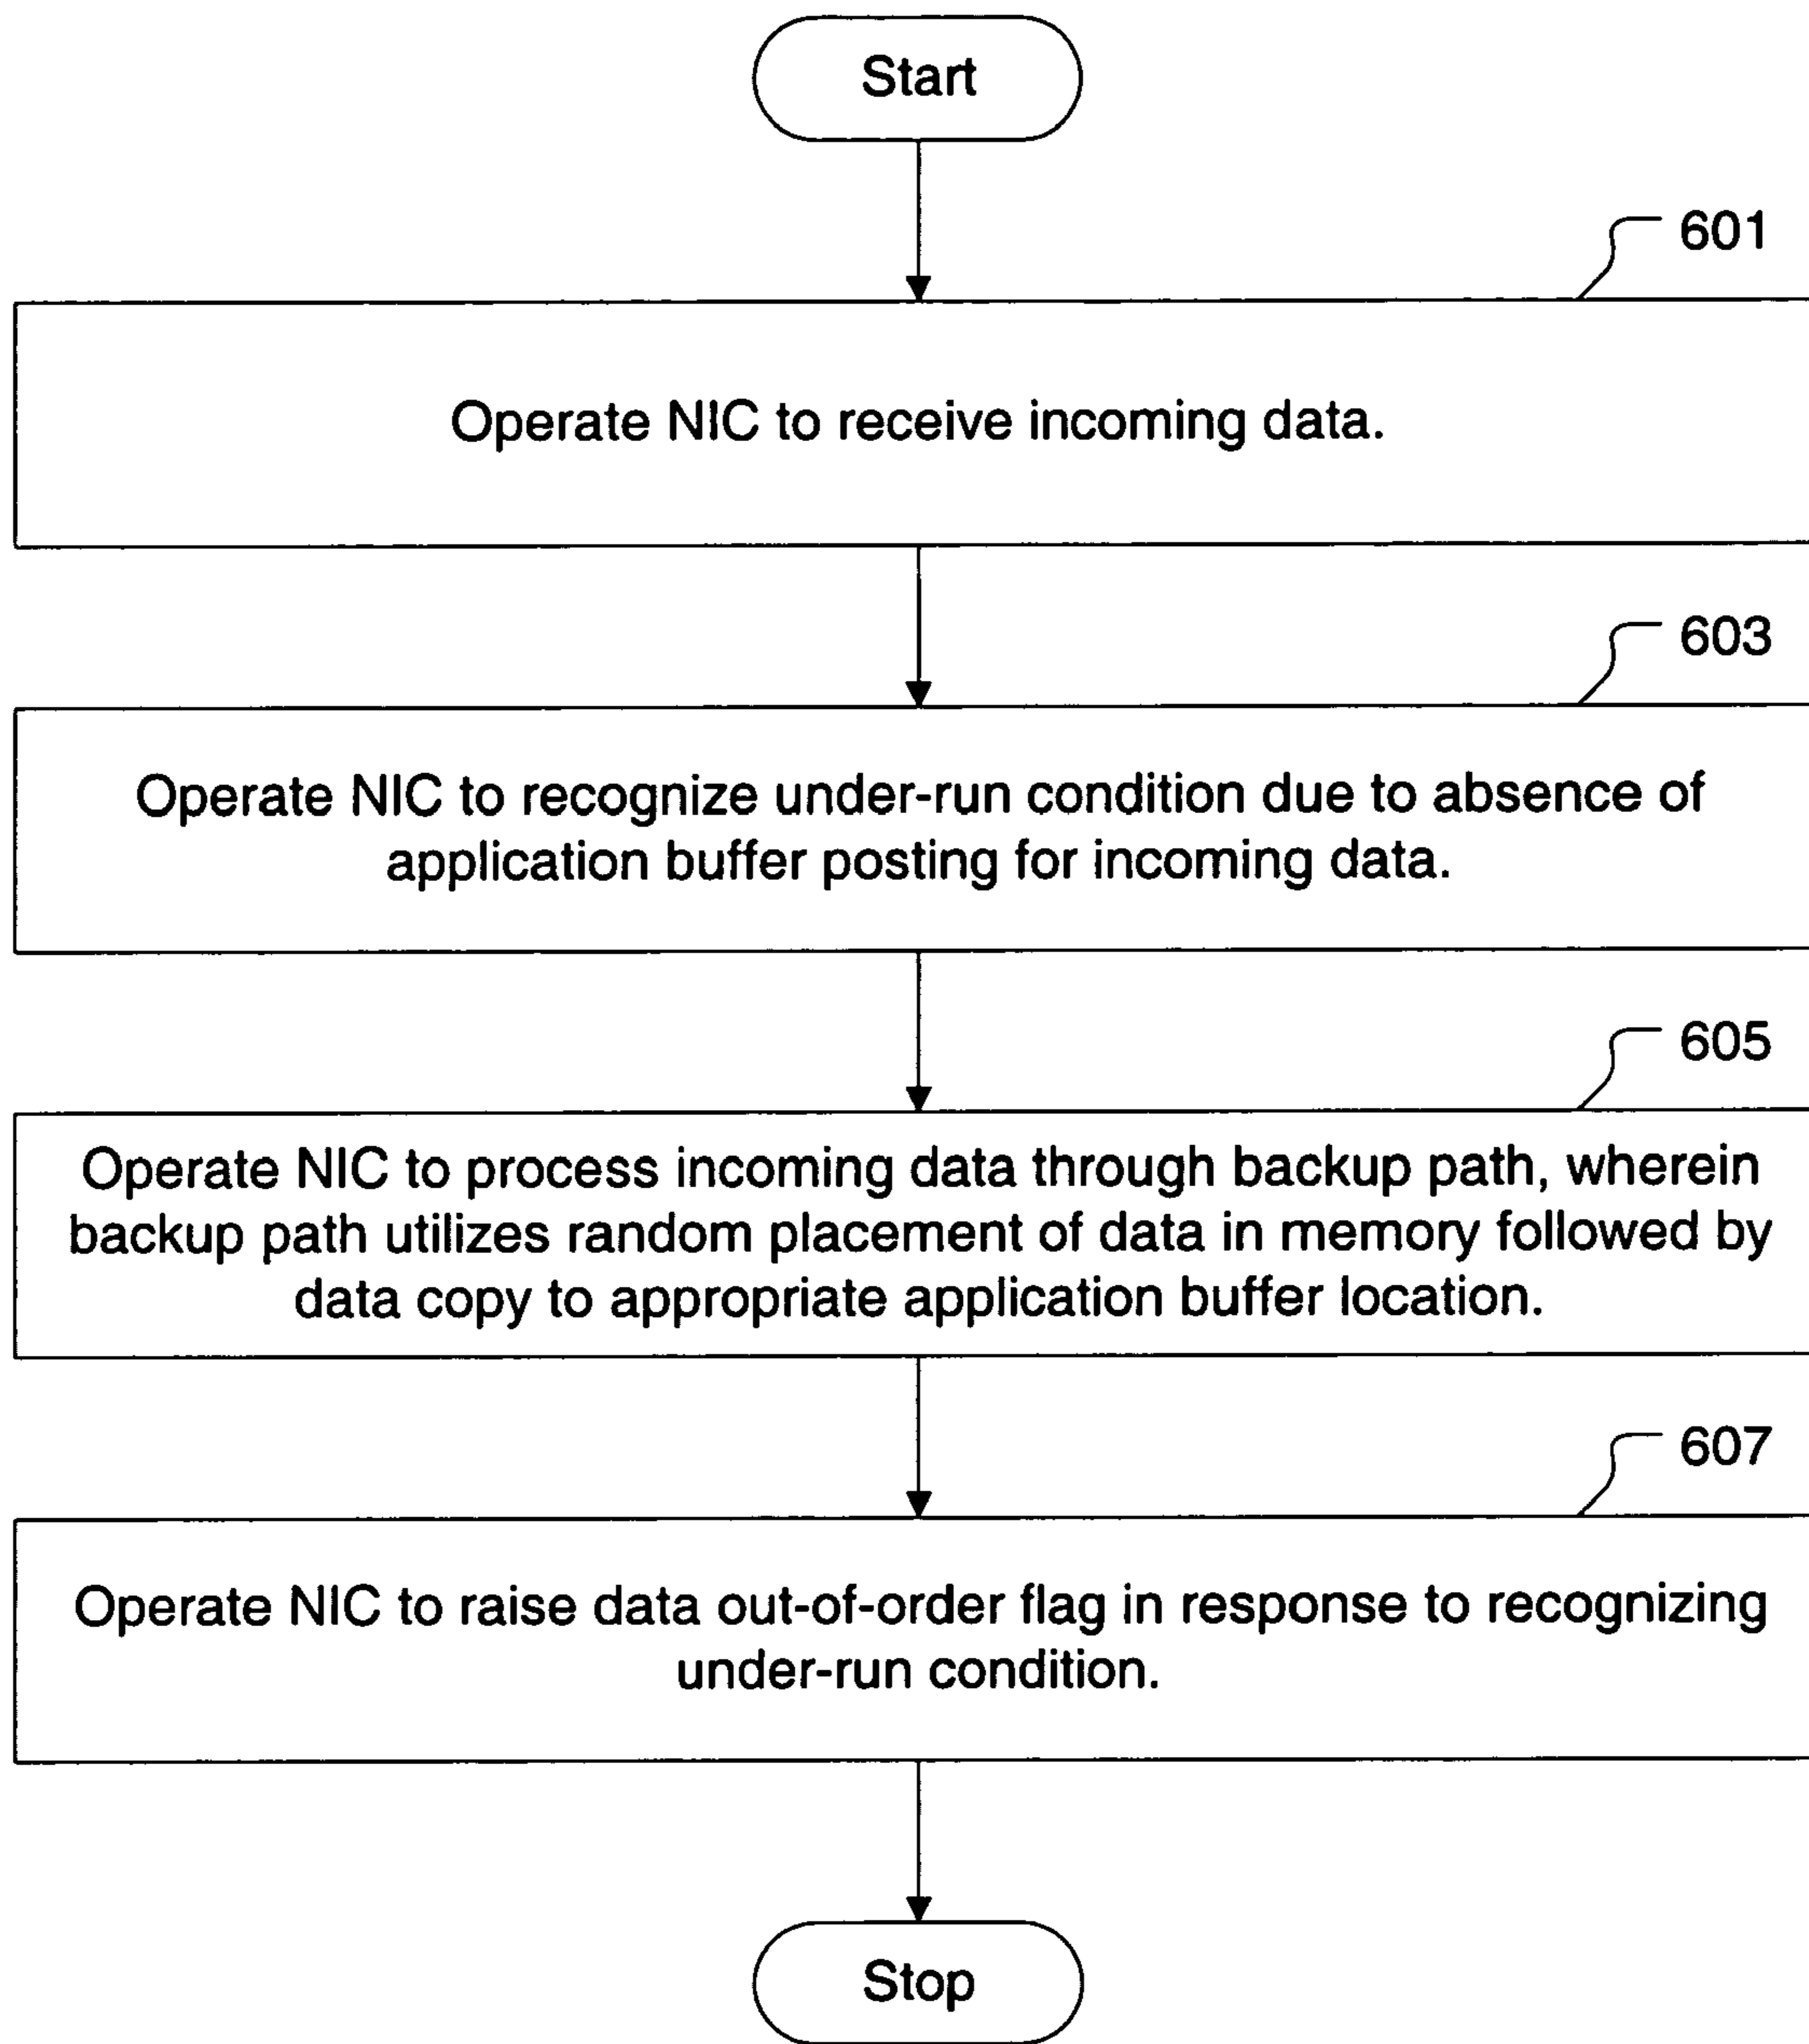 Start
601
Operate NIC to receive incoming data.
603
Operate NIC to recognize under-run condition due to absence of
application buffer posting for incoming data.
605
Operate NIC to process incoming data through backup path, wherein
backup path utilizes random placement of data in memory followed by
data copy to appropriate application buffer location.
607
Operate NIC to raise data out-of-order flag in response to recognizing
under-run condition.
Stop